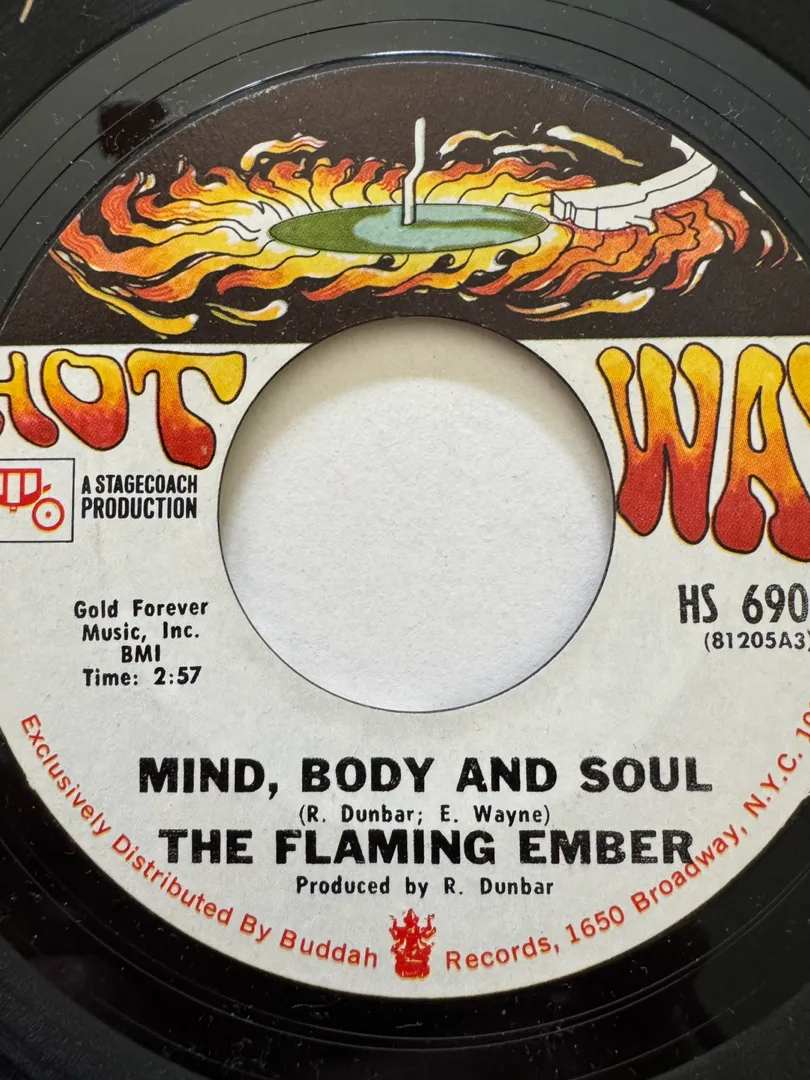 HOT WA
A STAGECOACH
PRODUCTION
Gold Forever
Music, Inc.
BMI
Time: 2:57
HS 690
(81205A3)
MIND, BODY AND SOUL
(R. Dunbar; E. Wayne)
THE FLAMING EMBER
Produced by R. Dunbar
Exclusively Distributed By Buddah Records, 1650 Broadway, N.Y.C.